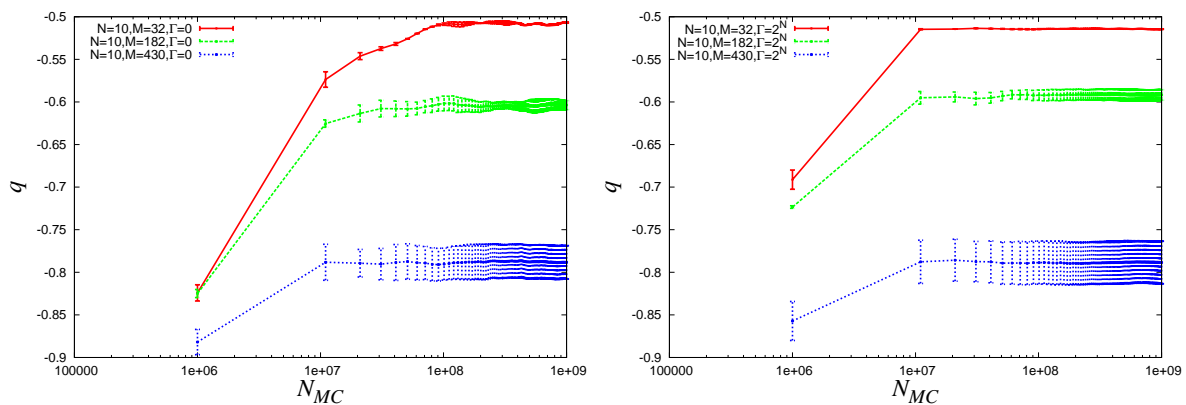 -0.5
-0.55
-0.6
-0.65
-0.7
-0.75
-0.8
-0.85
-0.9
q
N=10,M=32,Γ=0
N=10,M=182,Γ=0
N=10,M=430,Γ=0
100000 1e+06 1e+07 1e+08 1e+09
N_MC
-0.5
-0.55
-0.6
-0.65
-0.7
-0.75
-0.8
-0.85
-0.9
q
N=10,M=32,Γ=2^N
N=10,M=182,Γ=2^N
N=10,M=430,Γ=2^N
100000 1e+06 1e+07 1e+08 1e+09
N_MC